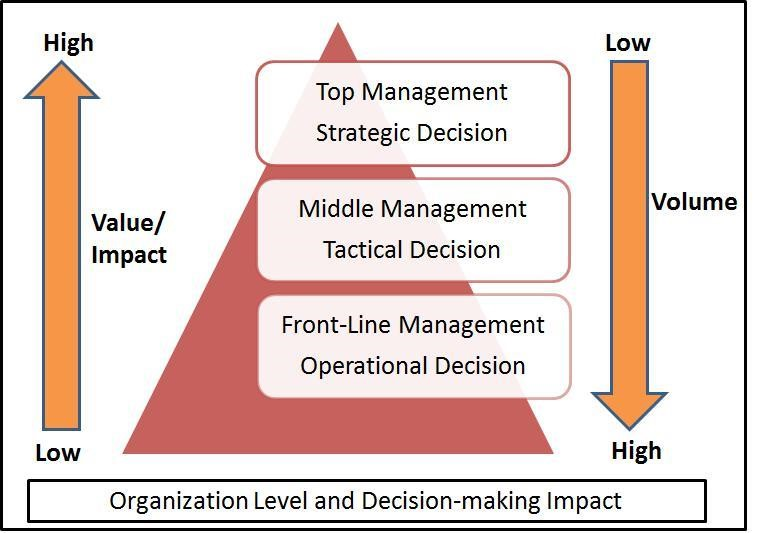 High
Low
Top Management
Strategic Decision
Value/
Impact
Middle Management
Tactical Decision
Volume
Front-Line Management
Operational Decision
Low
High
Organization Level and Decision-making Impact